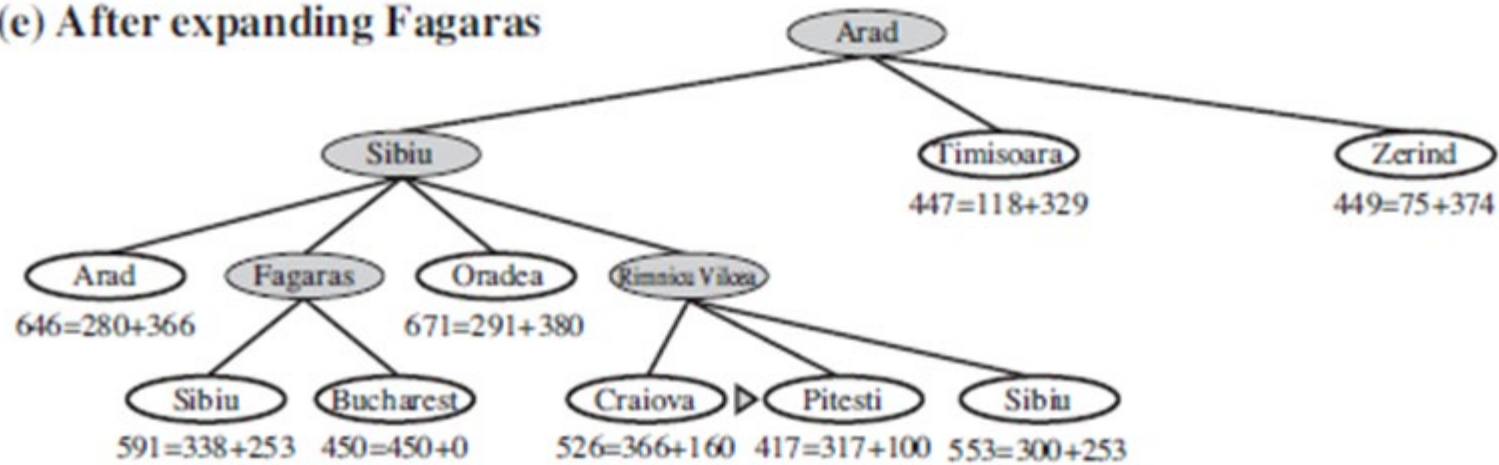 (e) After expanding Fagaras
Arad
Sibiu
Timisoara
Zerind
447=118+329
449=75+374
Arad
Fagaras
Oradea
Rimnicu Vilcea
646=280+366
671=291+380
Sibiu
Bucharest
Craiova
Pitesti
Sibiu
591=338+253
450=450+0
526=366+160
417=317+100
553=300+253